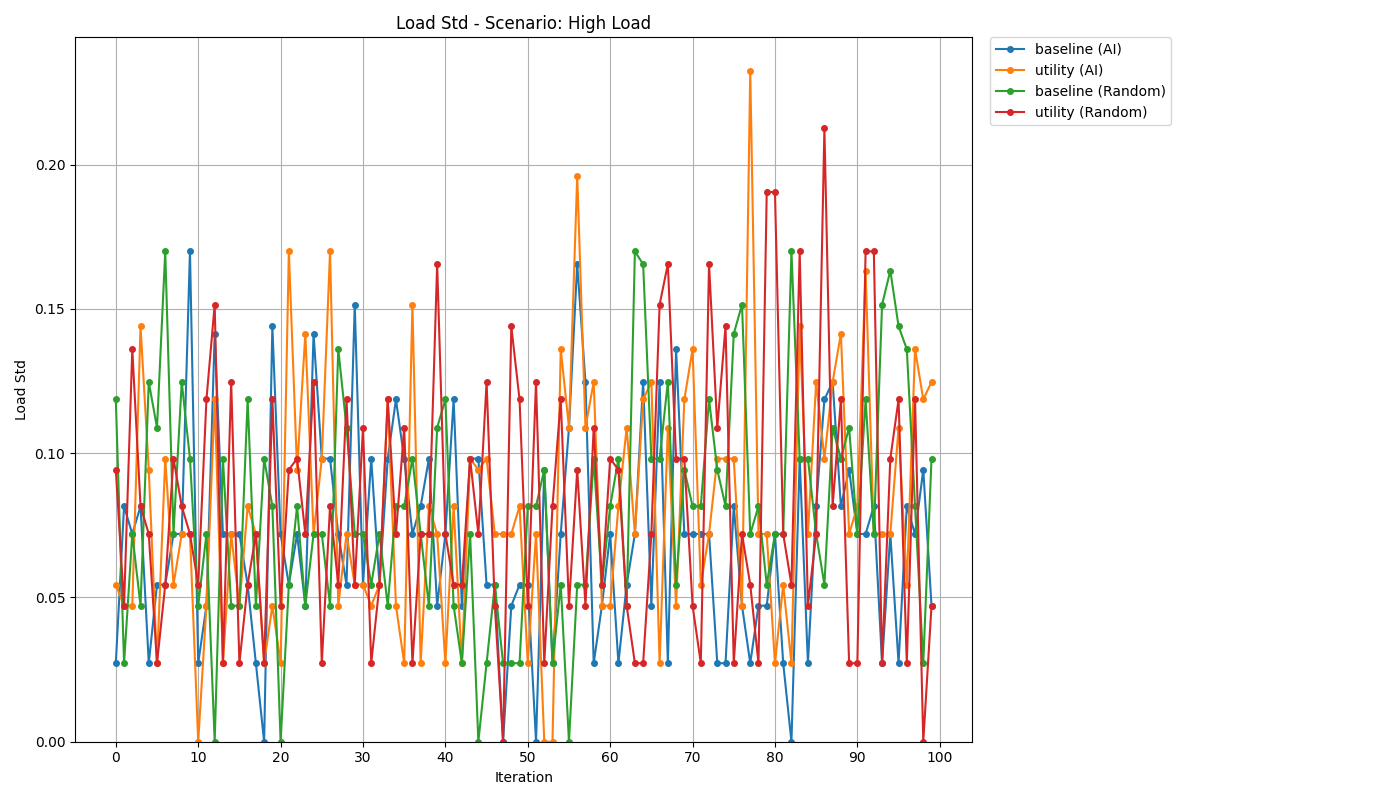 Load Std - Scenario: High Load
baseline (AI)
utility (AI)
baseline (Random)
utility (Random)
0.20
0.15
0.10
0.05
0.00
Load Std
0 10 20 30 40 50 60 70 80 90 100
Iteration